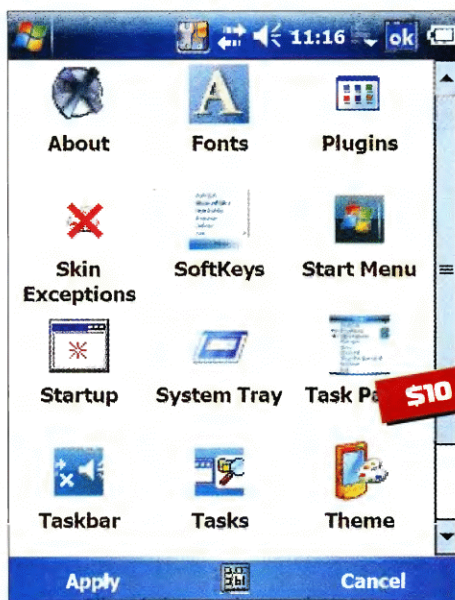 11:16 ok
About Fonts Plugins
Skin Exceptions SoftKeys Start Menu
Startup System Tray Task
$10
Taskbar Tasks Theme
Apply Cancel